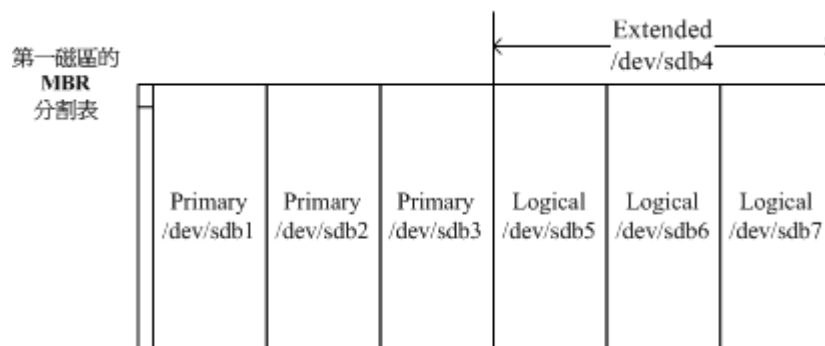 第一磁區的
MBR
分割表
Extended
/dev/sdb4
Primary
/dev/sdb1
Primary
/dev/sdb2
Primary
/dev/sdb3
Logical
/dev/sdb5
Logical
/dev/sdb6
Logical
/dev/sdb7